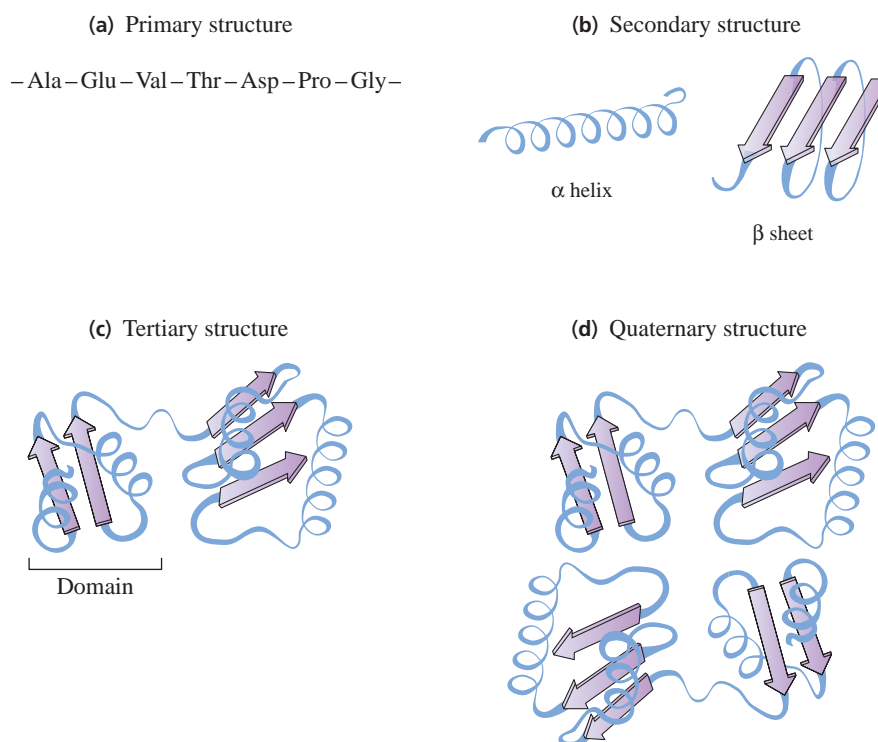 (a) Primary structure
– Ala – Glu – Val – Thr – Asp – Pro – Gly –
(b) Secondary structure
α helix
β sheet
(c) Tertiary structure
Domain
(d) Quaternary structure